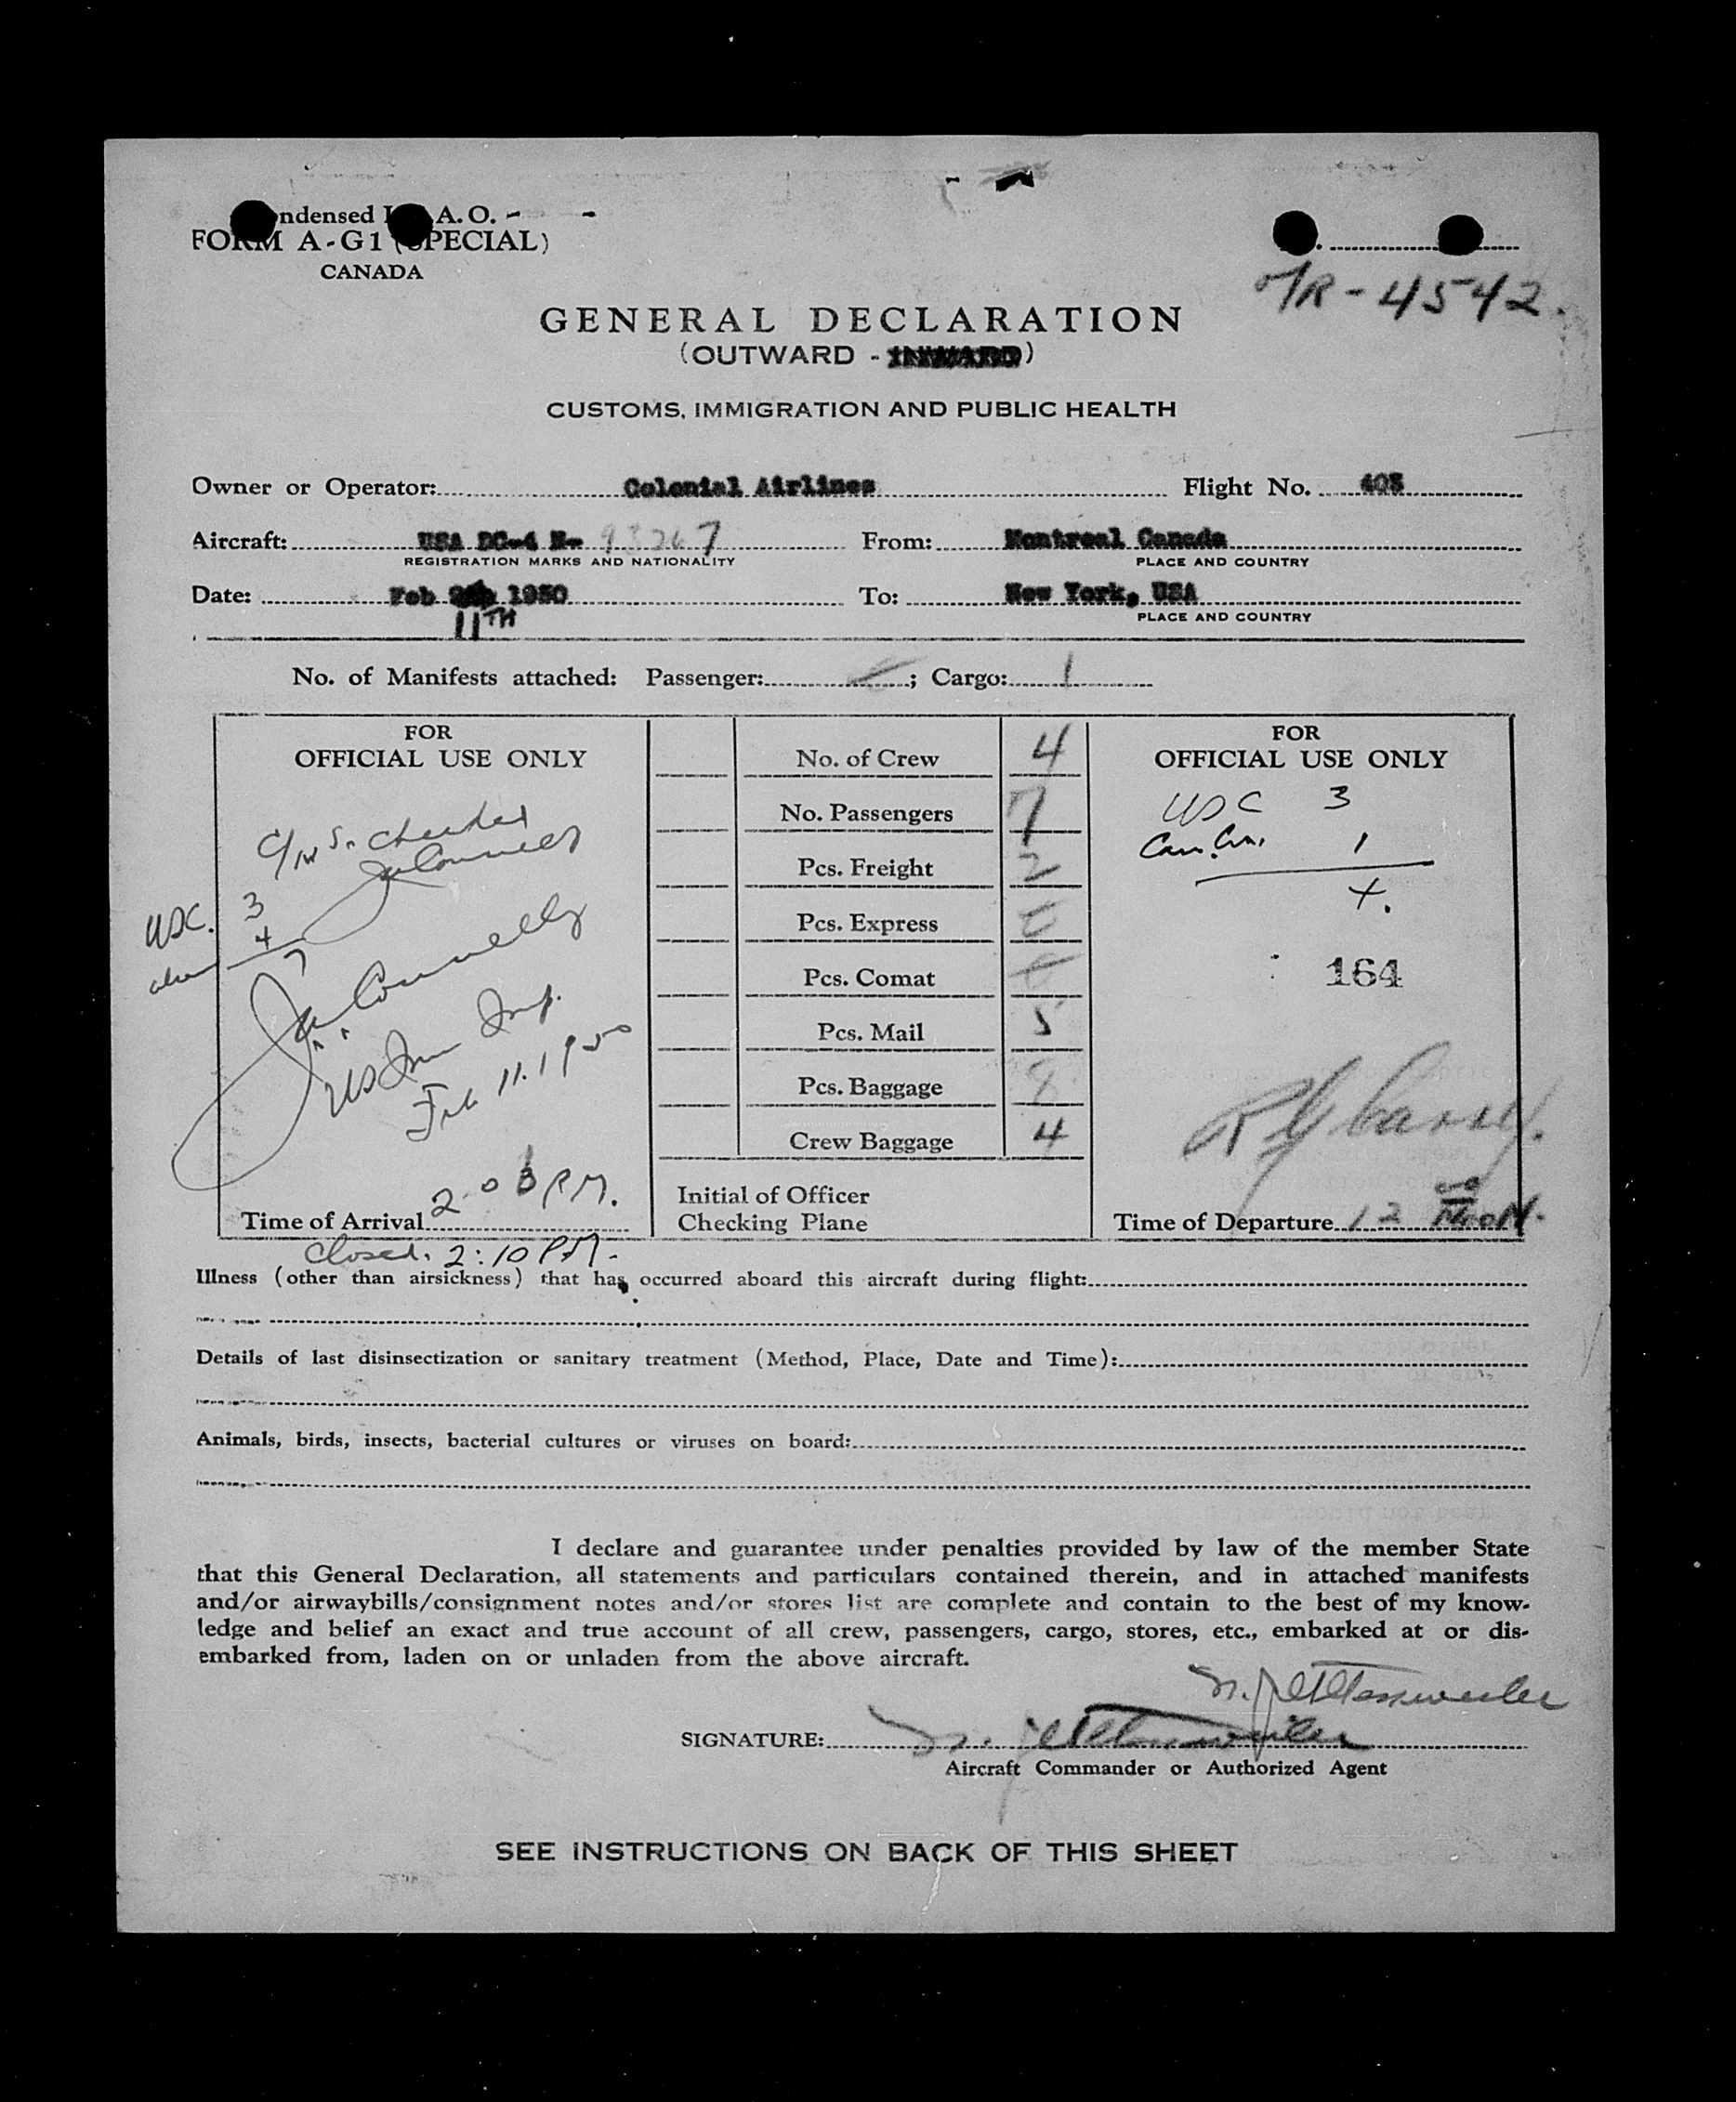 ndensed I A. O. -
FORM A-G1 (SPECIAL)
CANADA
A/R - 4542.
GENERAL DECLARATION
(OUTWARD - INWARD)
CUSTOMS, IMMIGRATION AND PUBLIC HEALTH
Owner or Operator: Colonial Airlines Flight No. 403
Aircraft: USA DC-4 N- 93267 From: Montreal Canada
REGISTRATION MARKS AND NATIONALITY PLACE AND COUNTRY
Date: Feb 1950 To: New York, USA
11TH PLACE AND COUNTRY
No. of Manifests attached: Passenger: ; Cargo: 1
FOR
OFFICIAL USE ONLY
C/M S. Checked
J. Connelly
USC. 3
alien 4
7
J. Connelly
US Imm Insp.
Feb 11. 1950
Time of Arrival 2-06 P.M.
Closed. 2:10 P.M.
No. of Crew 4
No. Passengers 7
Pcs. Freight 2
Pcs. Express
Pcs. Comat
Pcs. Mail 5
Pcs. Baggage 8
Crew Baggage 4
Initial of Officer
Checking Plane
FOR
OFFICIAL USE ONLY
USC 3
Can. 1
4.
164
Time of Departure 12 Noon.
Illness (other than airsickness) that has occurred aboard this aircraft during flight:
Details of last disinsectization or sanitary treatment (Method, Place, Date and Time):
Animals, birds, insects, bacterial cultures or viruses on board:
I declare and guarantee under penalties provided by law of the member State
that this General Declaration, all statements and particulars contained therein, and in attached manifests
and/or airwaybills/consignment notes and/or stores list are complete and contain to the best of my know-
ledge and belief an exact and true account of all crew, passengers, cargo, stores, etc., embarked at or dis-
embarked from, laden on or unladen from the above aircraft.
SIGNATURE:
Aircraft Commander or Authorized Agent
SEE INSTRUCTIONS ON BACK OF THIS SHEET